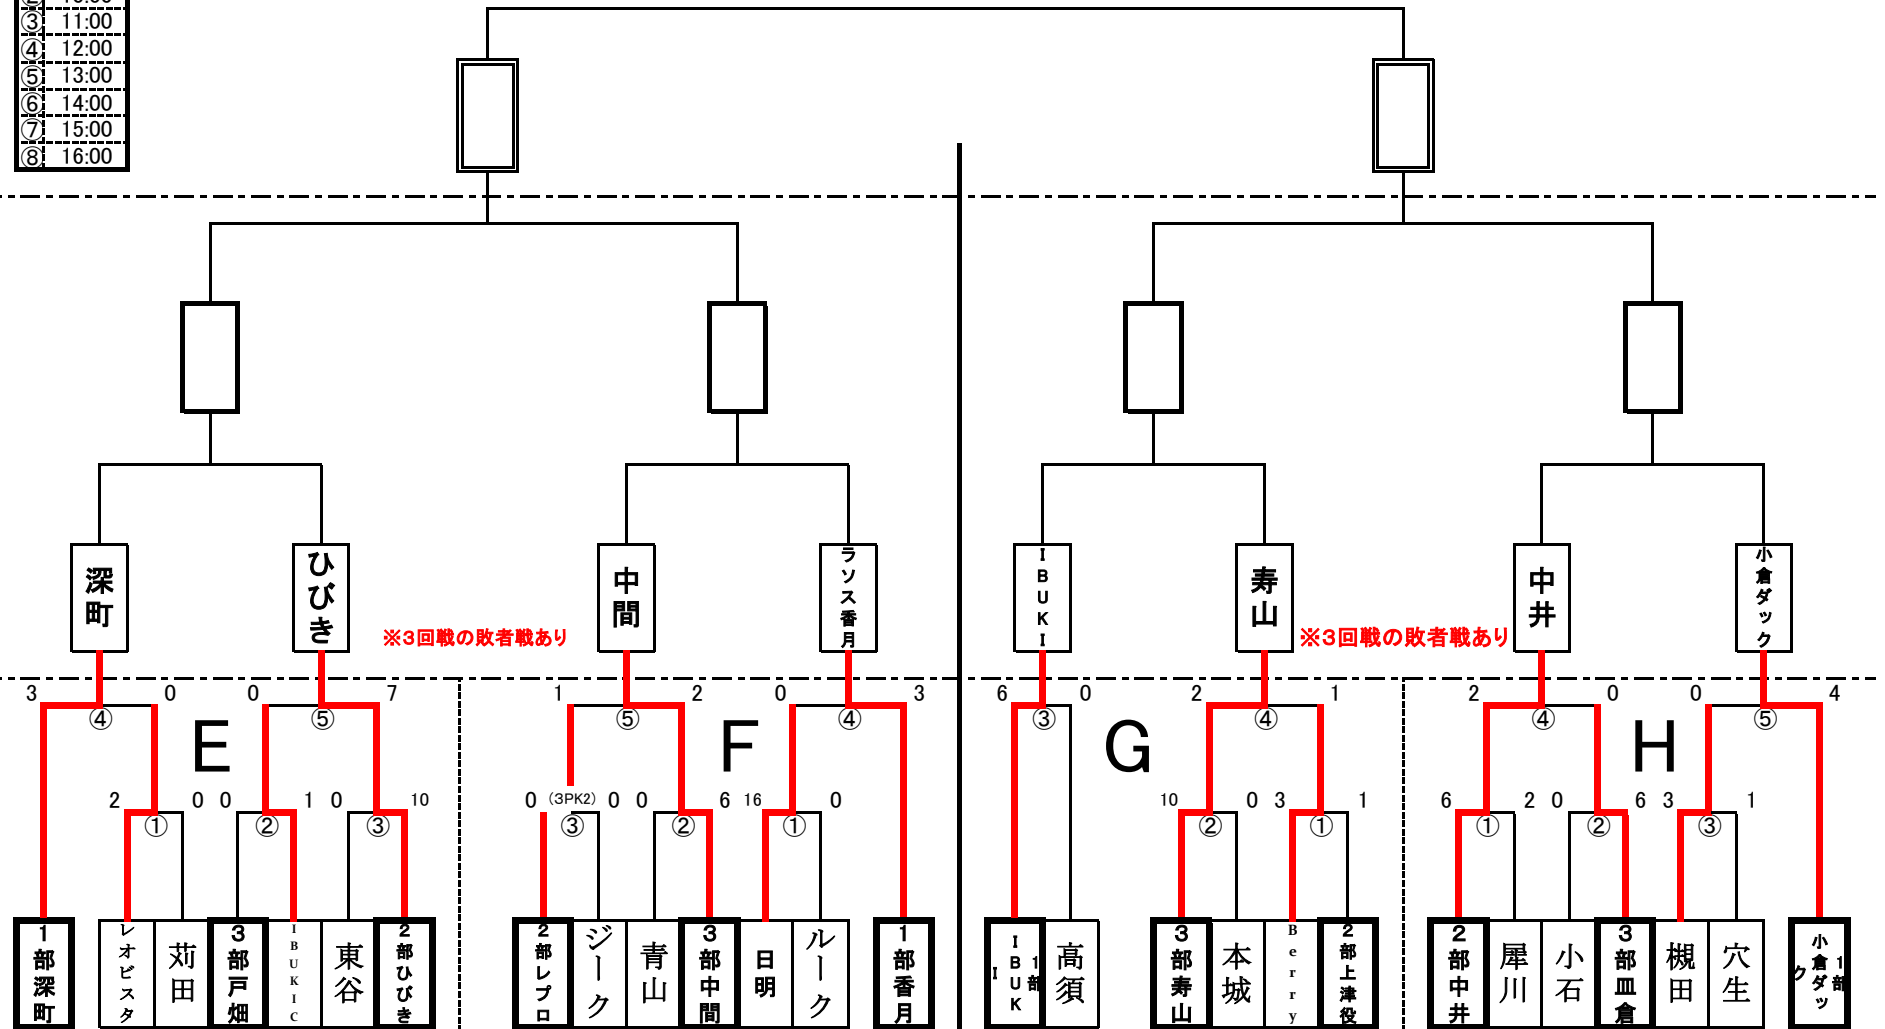 ③ 11:00
④ 12:00
⑤ 13:00
⑥ 14:00
⑦ 15:00
⑧ 16:00
深町
ひびき
中間
ラソス香月
IBUKI
寿山
中井
小倉ダック
※3回戦の敗者戦あり
※3回戦の敗者戦あり
3 0 0 7 1 2 0 3 6 0 2 1 2 0 0 4
④ ⑤ ⑤ ④ ③ ④ ④ ⑤
E F G H
2 0 0 1 0 10 0 (3PK2) 0 0 6 16 0 10 0 3 1 6 2 0 6 3 1
① ② ③ ③ ② ① ② ① ① ② ③
1部深町
レオビスタ
苅田
3部戸畑
IBUKIC
東谷
2部ひびき
2部レプロ
ジーク
青山
3部中間
日明
ルーク
1部香月
1部IBUKI
高須
3部寿山
本城
Berry
2部上津役
2部中井
犀川
小石
3部皿倉
槻田
穴生
1部小倉ダック